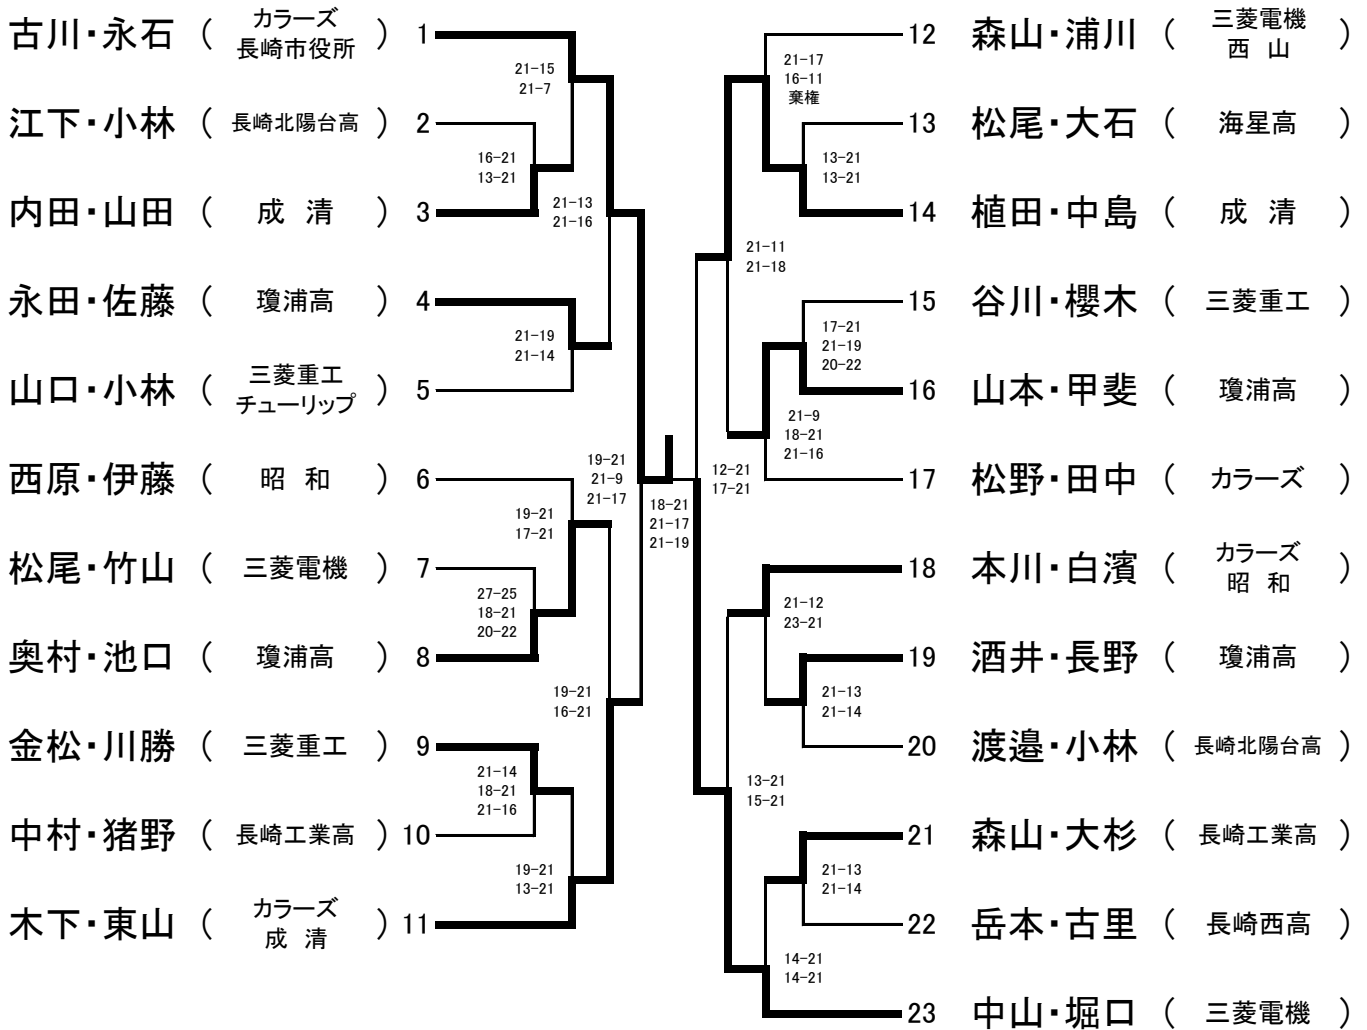 古川・永石 ( カラーズ 長崎市役所 ) 1
江下・小林 ( 長崎北陽台高 ) 2
内田・山田 ( 成 清 ) 3
永田・佐藤 ( 瓊浦高 ) 4
山口・小林 ( 三菱重工 チューリップ ) 5
西原・伊藤 ( 昭 和 ) 6
松尾・竹山 ( 三菱電機 ) 7
奥村・池口 ( 瓊浦高 ) 8
金松・川勝 ( 三菱重工 ) 9
中村・猪野 ( 長崎工業高 ) 10
木下・東山 ( カラーズ 成 清 ) 11
21-15
21-7
16-21
13-21
21-13
21-16
21-19
21-14
19-21
21-9
21-17
19-21
17-21
27-25
18-21
20-22
19-21
16-21
21-14
18-21
21-16
19-21
13-21
18-21
21-17
21-19
12-21
17-21
21-17
16-11
棄権
13-21
13-21
21-11
21-18
17-21
21-19
20-22
21-9
18-21
21-16
21-12
23-21
21-13
21-14
13-21
15-21
21-13
21-14
14-21
14-21
12 森山・浦川 ( 三菱電機 西 山 )
13 松尾・大石 ( 海星高 )
14 植田・中島 ( 成 清 )
15 谷川・櫻木 ( 三菱重工 )
16 山本・甲斐 ( 瓊浦高 )
17 松野・田中 ( カラーズ )
18 本川・白濱 ( カラーズ 昭 和 )
19 酒井・長野 ( 瓊浦高 )
20 渡邉・小林 ( 長崎北陽台高 )
21 森山・大杉 ( 長崎工業高 )
22 岳本・古里 ( 長崎西高 )
23 中山・堀口 ( 三菱電機 )